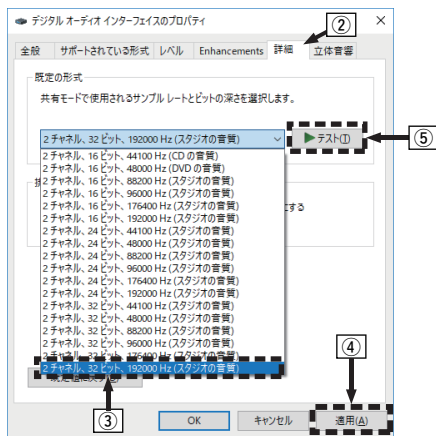 デジタル オーディオ インターフェイスのプロパティ
②
全般 サポートされている形式 レベル Enhancements 詳細 立体音響
既定の形式
共有モードで使用されるサンプル レートとビットの深さを選択します。
2 チャネル、32 ビット、192000 Hz (スタジオの音質) テスト(T) ⑤
2 チャネル、16 ビット、44100 Hz (CD の音質)
2 チャネル、16 ビット、48000 Hz (DVD の音質)
2 チャネル、16 ビット、88200 Hz (スタジオの音質)
2 チャネル、16 ビット、96000 Hz (スタジオの音質)
2 チャネル、16 ビット、176400 Hz (スタジオの音質)
2 チャネル、16 ビット、192000 Hz (スタジオの音質)
する
2 チャネル、24 ビット、44100 Hz (スタジオの音質)
2 チャネル、24 ビット、48000 Hz (スタジオの音質)
2 チャネル、24 ビット、88200 Hz (スタジオの音質)
2 チャネル、24 ビット、96000 Hz (スタジオの音質)
2 チャネル、24 ビット、176400 Hz (スタジオの音質)
2 チャネル、24 ビット、192000 Hz (スタジオの音質)
2 チャネル、32 ビット、44100 Hz (スタジオの音質)
2 チャネル、32 ビット、48000 Hz (スタジオの音質)
2 チャネル、32 ビット、88200 Hz (スタジオの音質)
2 チャネル、32 ビット、96000 Hz (スタジオの音質)
2 チャネル、32 ビット、176400 Hz (スタジオの音質)
2 チャネル、32 ビット、192000 Hz (スタジオの音質)
④
③
OK キャンセル 適用(A)